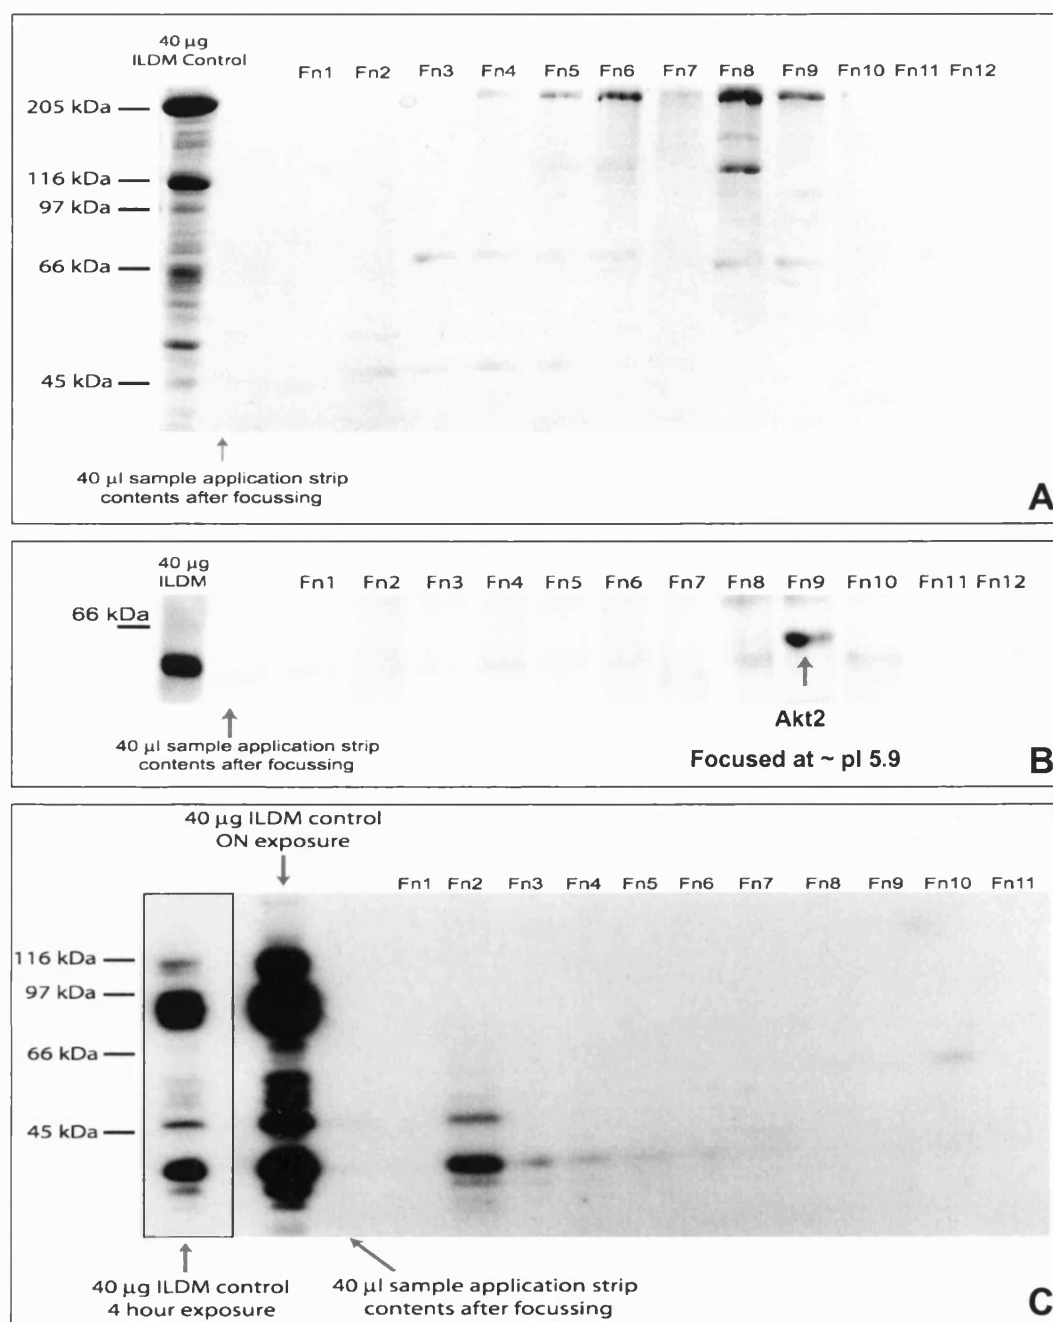 40 µg
ILDM Control
Fn1 Fn2 Fn3 Fn4 Fn5 Fn6 Fn7 Fn8 Fn9 Fn10 Fn11 Fn12
205 kDa
116 kDa
97 kDa
66 kDa
45 kDa
40 µl sample application strip
contents after focussing
A
40 µg
ILDM
Fn1 Fn2 Fn3 Fn4 Fn5 Fn6 Fn7 Fn8 Fn9 Fn10 Fn11 Fn12
66 kDa
Akt2
40 µl sample application strip
contents after focussing
Focused at ~ pI 5.9
B
40 µg ILDM control
ON exposure
Fn1 Fn2 Fn3 Fn4 Fn5 Fn6 Fn7 Fn8 Fn9 Fn10 Fn11
116 kDa
97 kDa
66 kDa
45 kDa
40 µg ILDM control
4 hour exposure
40 µl sample application strip
contents after focussing
C